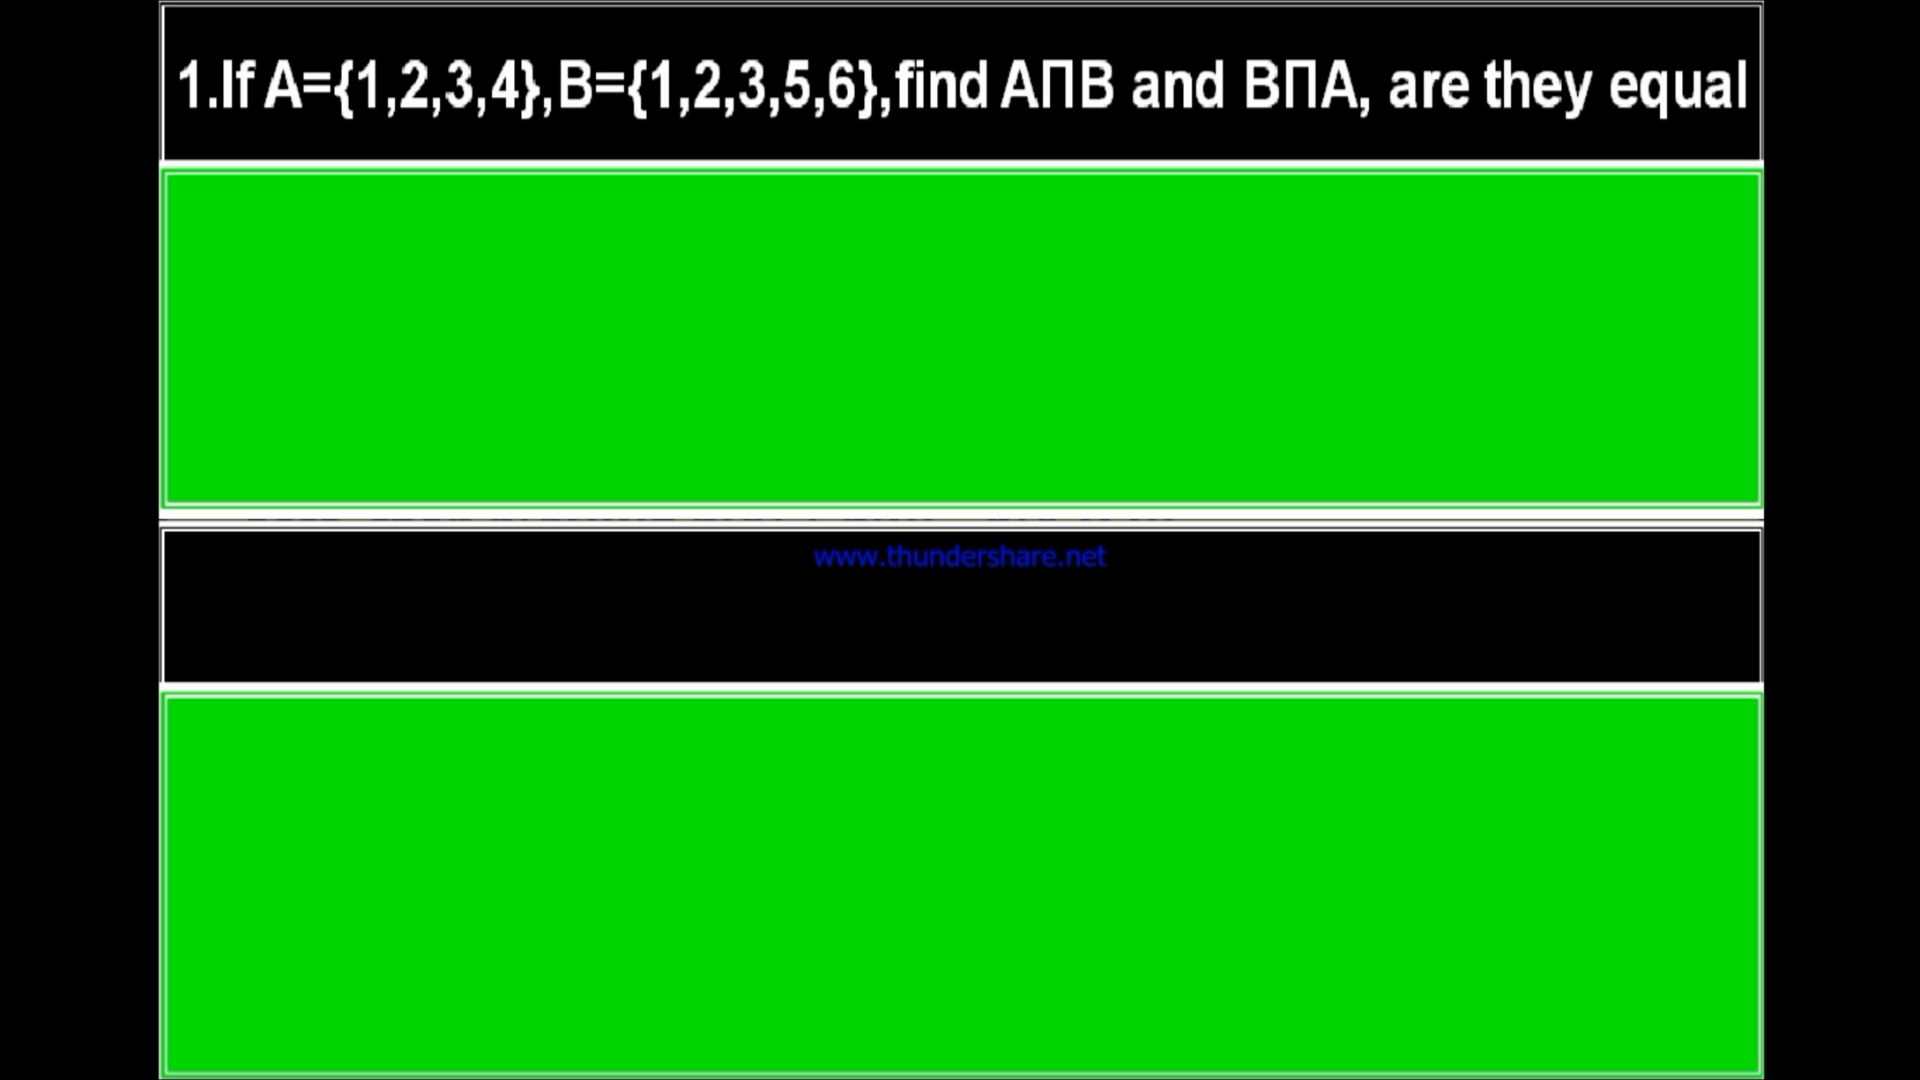 1.If A={1,2,3,4},B={1,2,3,5,6},find AΠB and BΠA, are they equal
www.thundershare.net